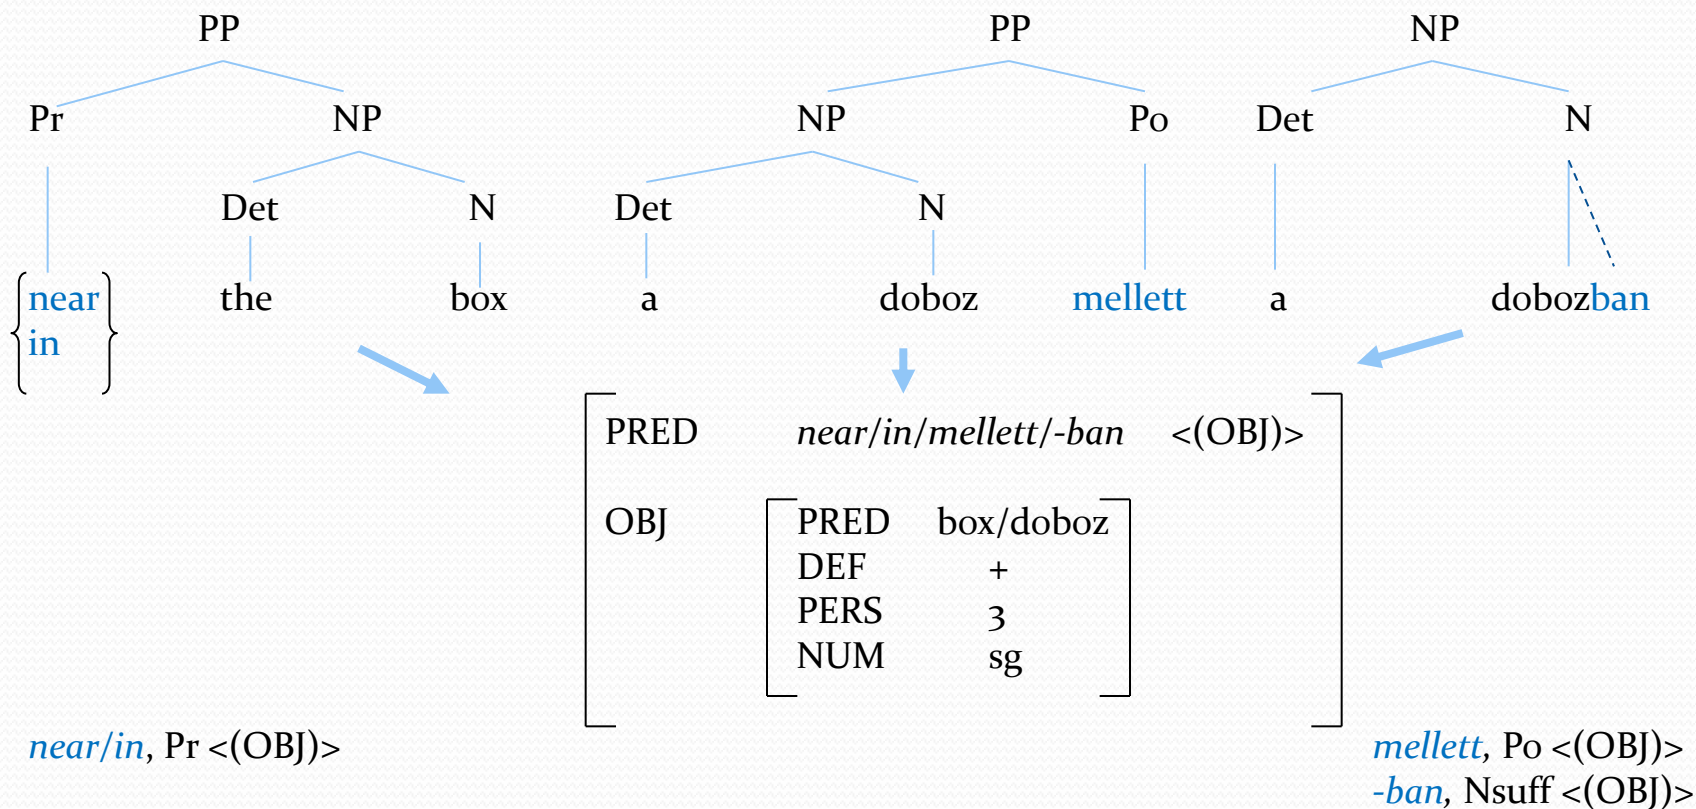 PP PP NP
Pr NP NP Po Det N
Det N Det N
near the box a doboz mellett a dobozban
in
PRED near/in/mellett/-ban <(OBJ)>
OBJ PRED box/doboz
DEF +
PERS 3
NUM sg
near/in, Pr <(OBJ)> mellett, Po <(OBJ)>
-ban, Nsuff <(OBJ)>